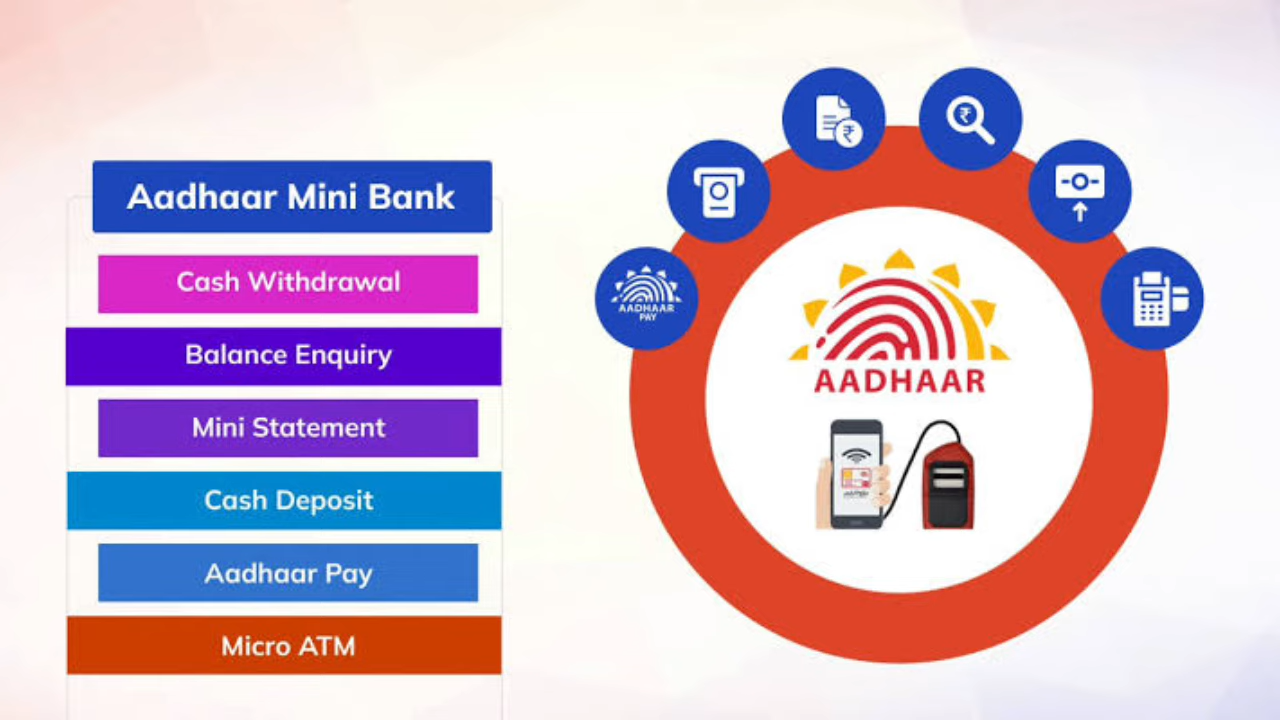 Aadhaar Mini Bank
Cash Withdrawal
Balance Enquiry
Mini Statement
Cash Deposit
Aadhaar Pay
Micro ATM
AADHAAR
PAY
AADHAAR